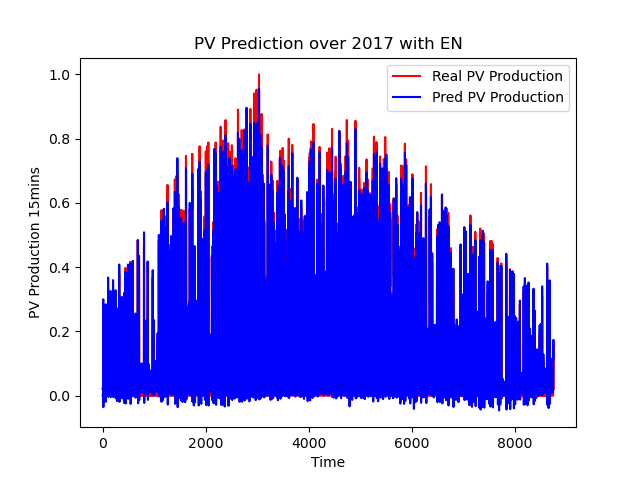 PV Prediction over 2017 with EN
Real PV Production
Pred PV Production
PV Production 15mins
1.0
0.8
0.6
0.4
0.2
0.0
0 2000 4000 6000 8000
Time